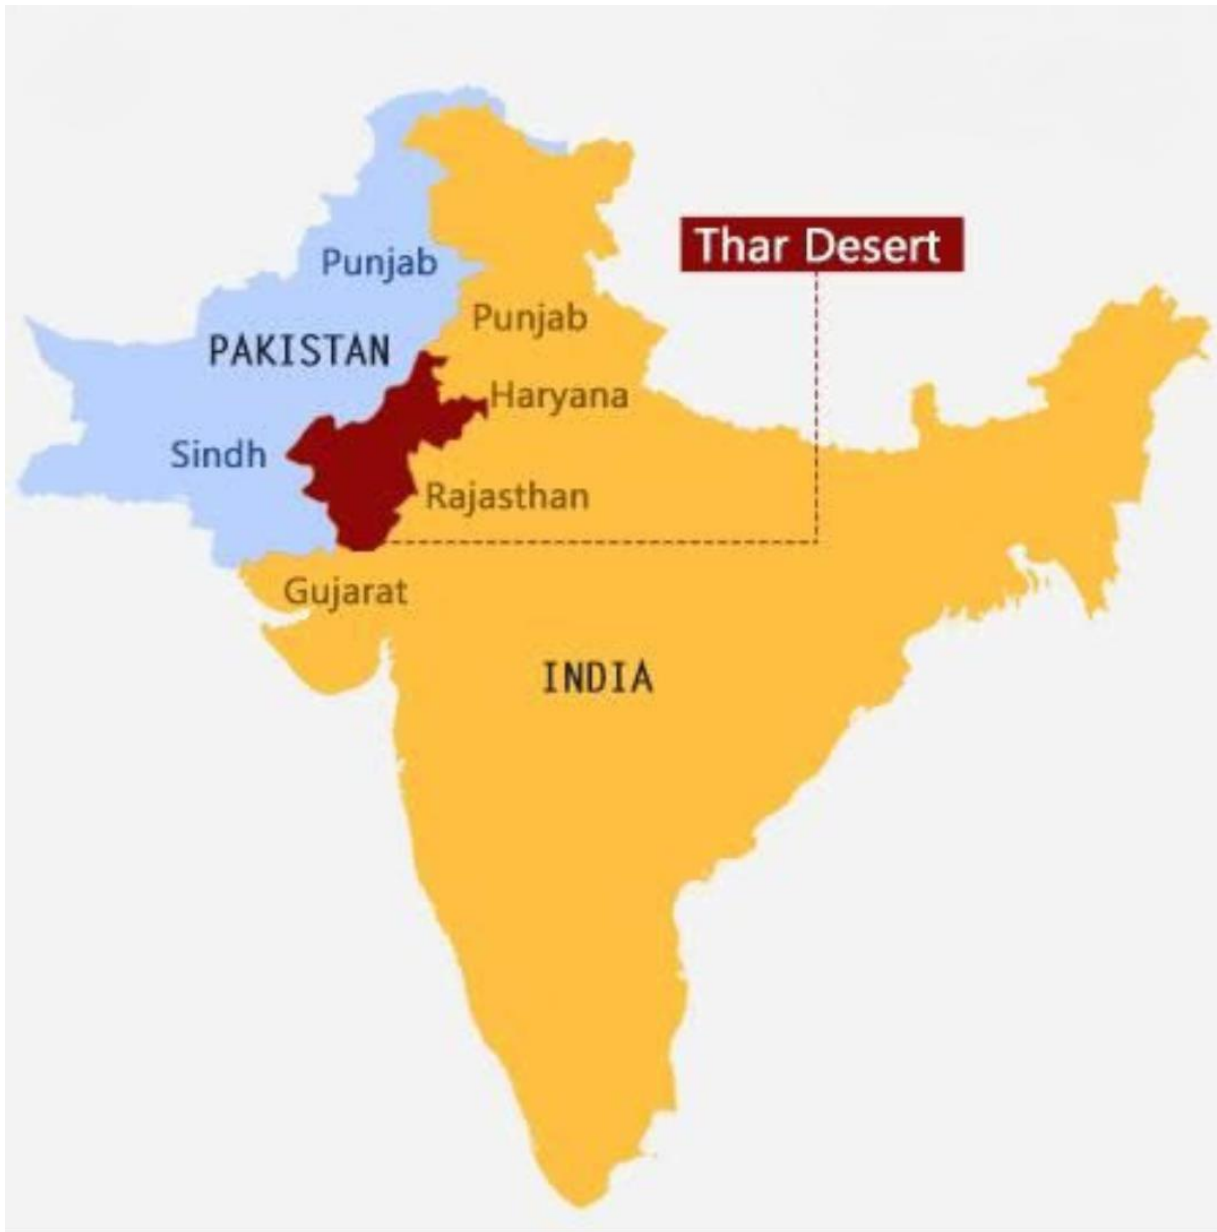 Thar Desert
Punjab
Punjab
PAKISTAN
Haryana
Sindh
Rajasthan
Gujarat
INDIA